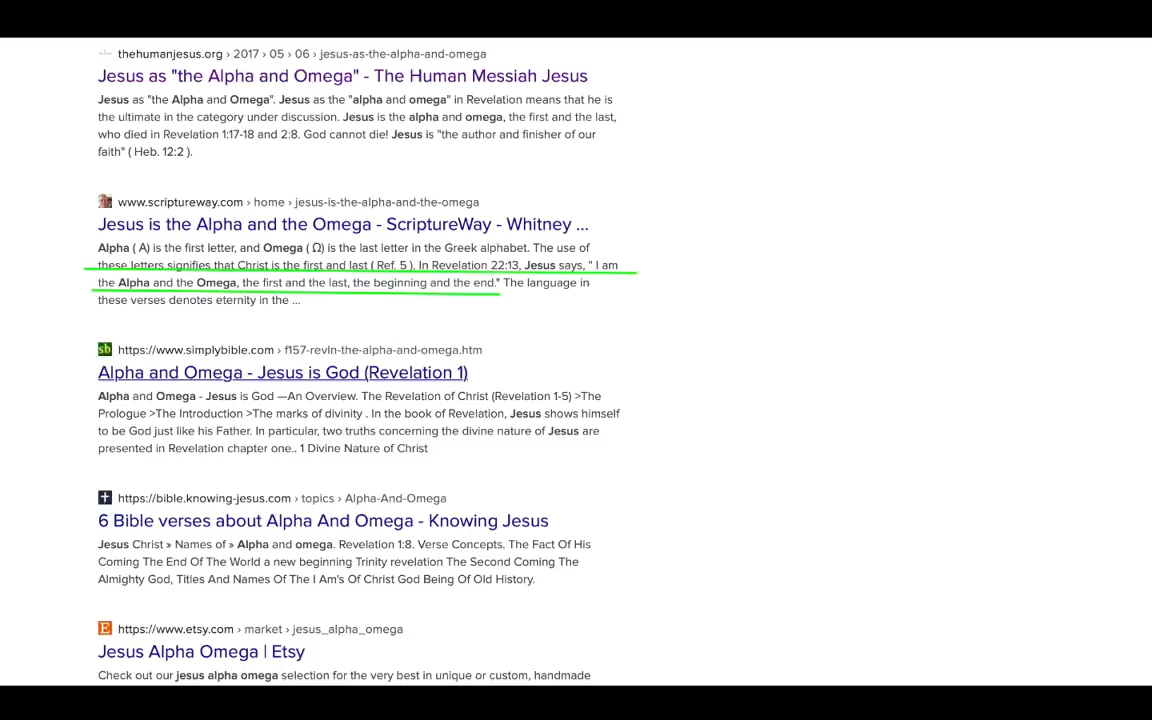 thehumanjesus.org › 2017 › 05 › 06 › jesus-as-the-alpha-and-omega
Jesus as "the Alpha and Omega" - The Human Messiah Jesus
Jesus as "the Alpha and Omega". Jesus as the "alpha and omega" in Revelation means that he is
the ultimate in the category under discussion. Jesus is the alpha and omega, the first and the last,
who died in Revelation 1:17-18 and 2:8. God cannot die! Jesus is "the author and finisher of our
faith" ( Heb. 12:2 ).
www.scriptureway.com › home › jesus-is-the-alpha-and-the-omega
Jesus is the Alpha and the Omega - ScriptureWay - Whitney ...
Alpha ( Α) is the first letter, and Omega ( Ω) is the last letter in the Greek alphabet. The use of
these letters signifies that Christ is the first and last ( Ref. 5 ). In Revelation 22:13, Jesus says, " I am
the Alpha and the Omega, the first and the last, the beginning and the end." The language in
these verses denotes eternity in the ...
sb https://www.simplybible.com › f157-revln-the-alpha-and-omega.htm
Alpha and Omega - Jesus is God (Revelation 1)
Alpha and Omega - Jesus is God —An Overview. The Revelation of Christ (Revelation 1-5) >The
Prologue >The Introduction >The marks of divinity . In the book of Revelation, Jesus shows himself
to be God just like his Father. In particular, two truths concerning the divine nature of Jesus are
presented in Revelation chapter one.. 1 Divine Nature of Christ
https://bible.knowing-jesus.com › topics › Alpha-And-Omega
6 Bible verses about Alpha And Omega - Knowing Jesus
Jesus Christ » Names of » Alpha and omega. Revelation 1:8. Verse Concepts. The Fact Of His
Coming The End Of The World a new beginning Trinity revelation The Second Coming The
Almighty God, Titles And Names Of The I Am's Of Christ God Being Of Old History.
E https://www.etsy.com › market › jesus_alpha_omega
Jesus Alpha Omega | Etsy
Check out our jesus alpha omega selection for the very best in unique or custom, handmade